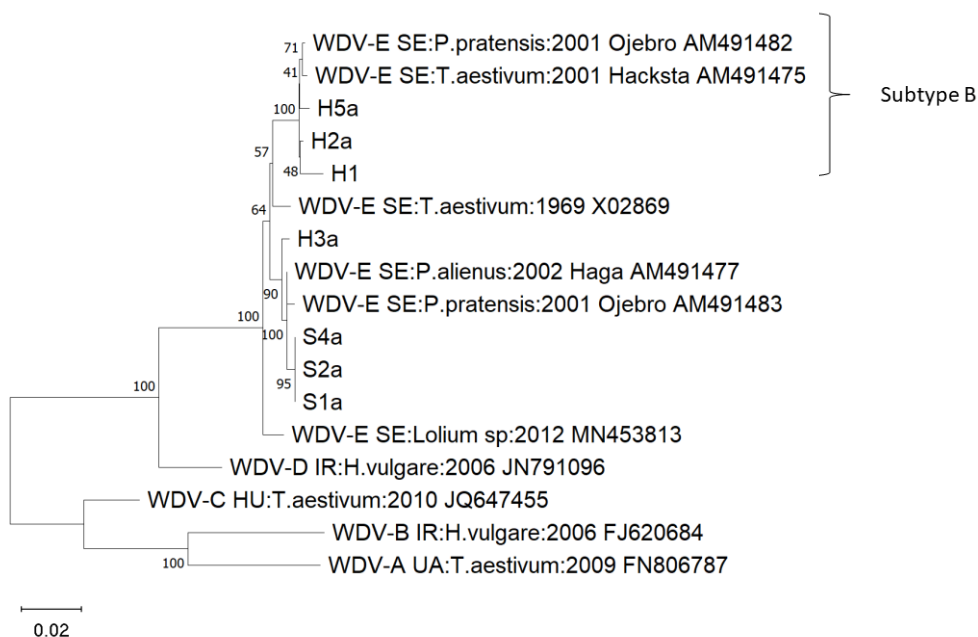 71
WDV-E SE:P.pratensis:2001 Ojebro AM491482
41
WDV-E SE:T.aestivum:2001 Hacksta AM491475
Subtype B
100
H5a
H2a
57
48
H1
64
WDV-E SE:T.aestivum:1969 X02869
H3a
WDV-E SE:P.alienus:2002 Haga AM491477
90
WDV-E SE:P.pratensis:2001 Ojebro AM491483
100
100
S4a
S2a
95
100
S1a
WDV-E SE:Lolium sp:2012 MN453813
WDV-D IR:H.vulgare:2006 JN791096
WDV-C HU:T.aestivum:2010 JQ647455
WDV-B IR:H.vulgare:2006 FJ620684
100
WDV-A UA:T.aestivum:2009 FN806787
0.02